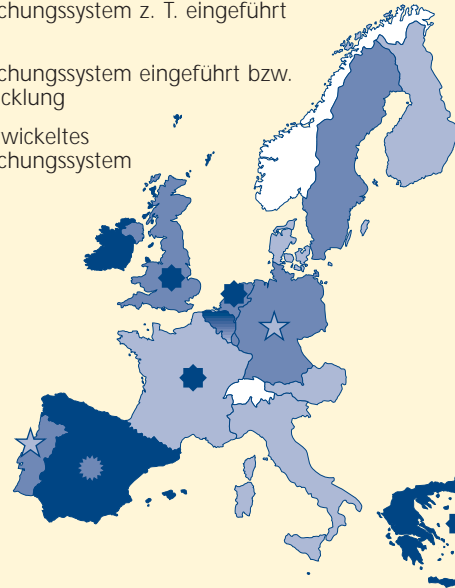 chungssystem z. T. eingeführt
chungssystem eingeführt bzw.
cklung
wickeltes
chungssystem